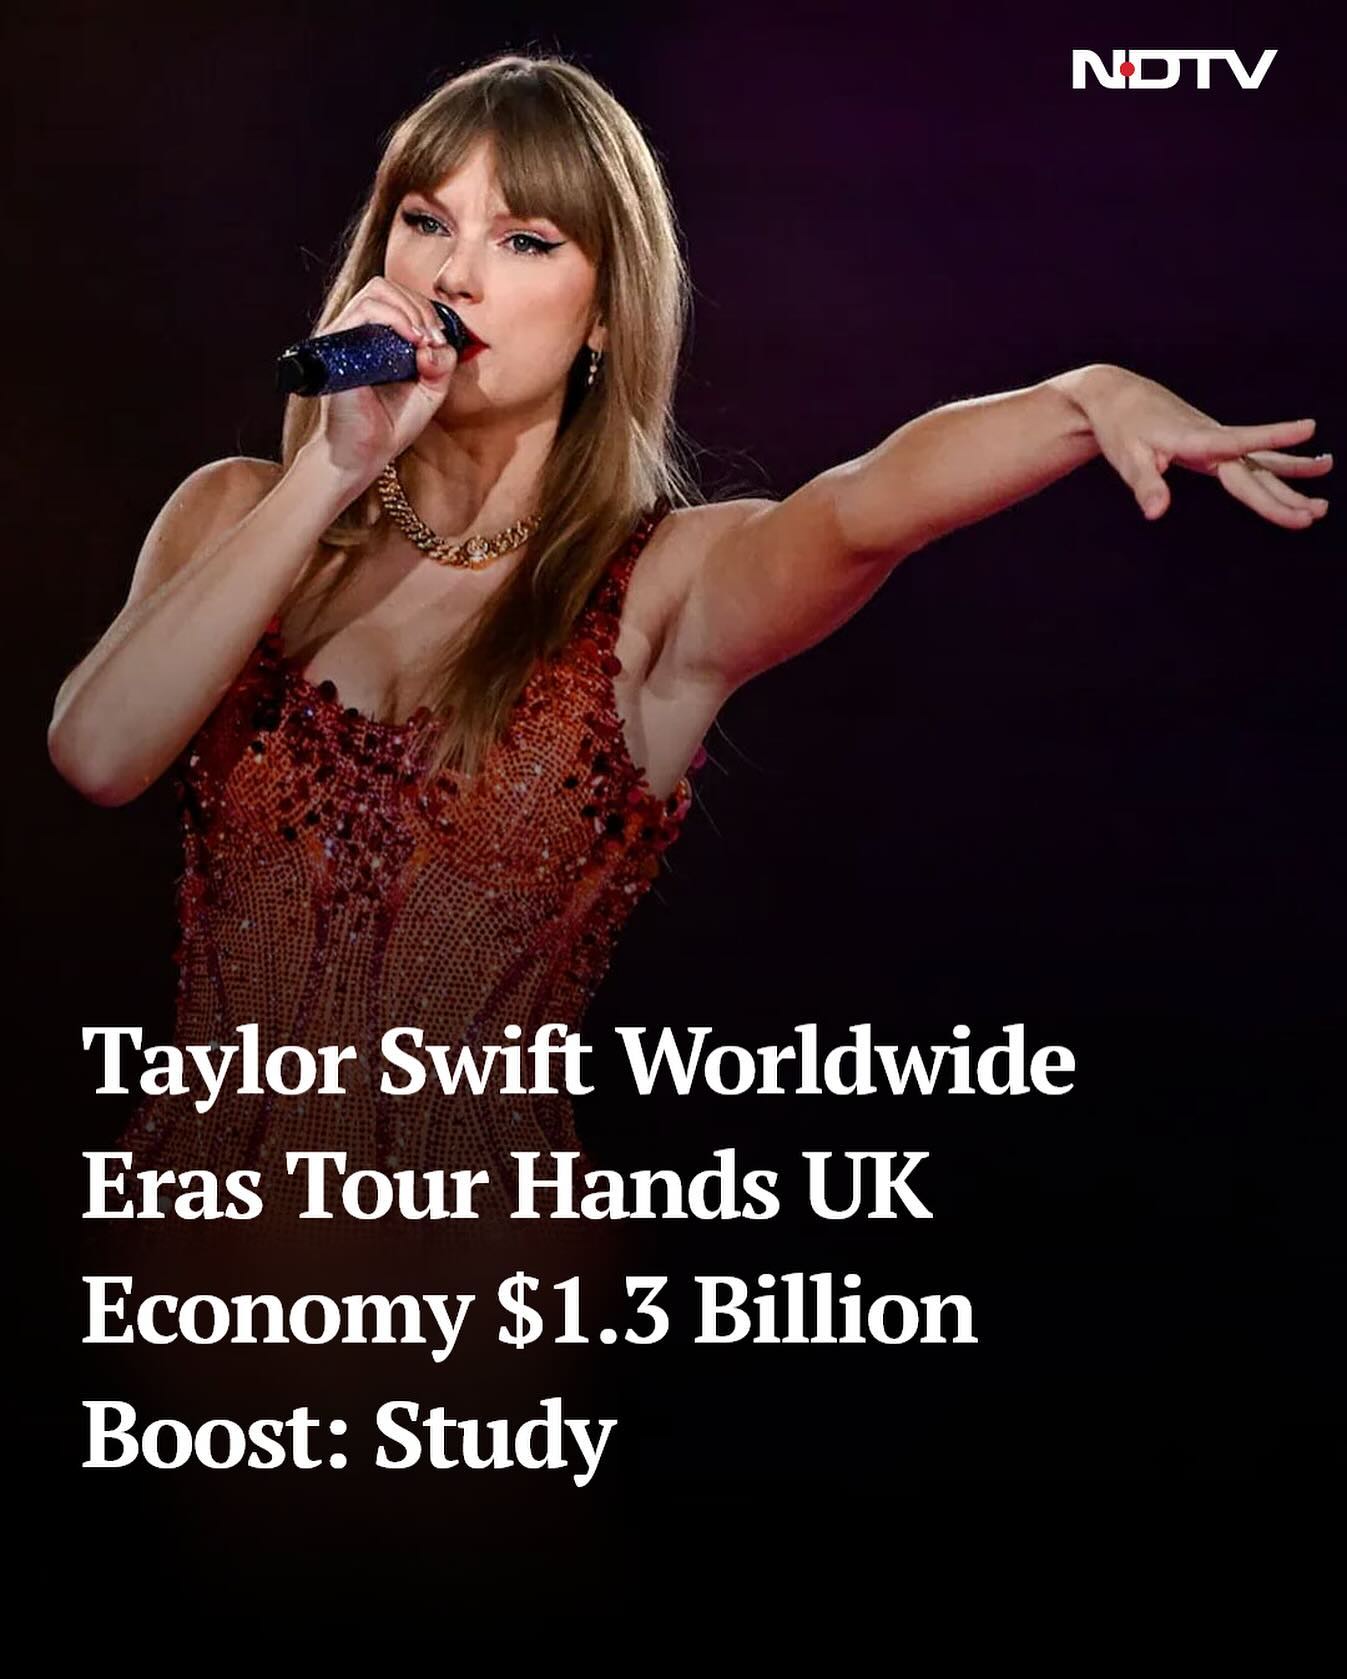 NDTV
Taylor Swift Worldwide
Eras Tour Hands UK
Economy $1.3 Billion
Boost: Study